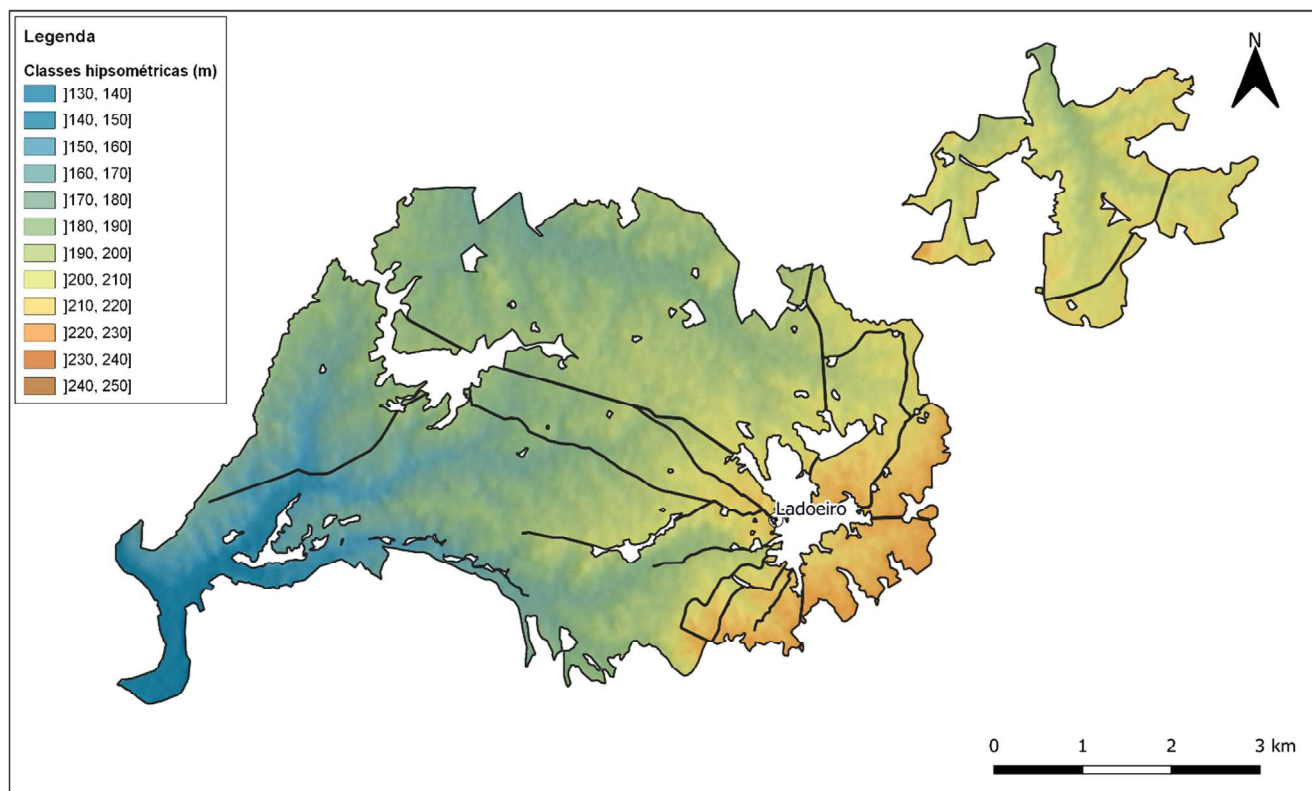 Legenda
Classes hipsométricas (m)
]130, 140]
]140, 150]
]150, 160]
]160, 170]
]170, 180]
]180, 190]
]190, 200]
]200, 210]
]210, 220]
]220, 230]
]230, 240]
]240, 250]
N
Ladoeiro
0 1 2 3 km